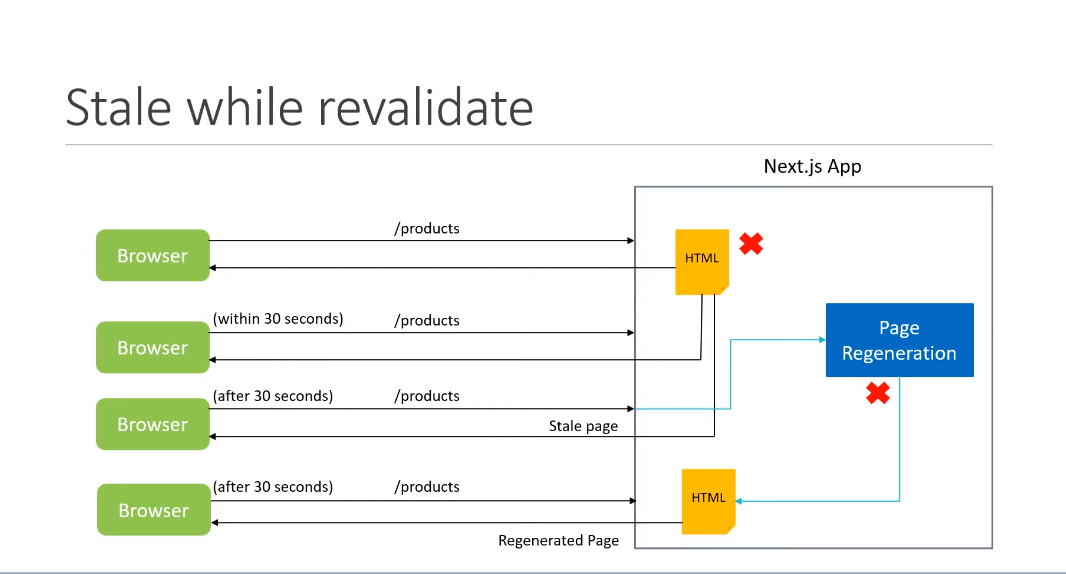 Stale while revalidate
Next.js App
/products
Browser
HTML
(within 30 seconds)
/products
Browser
Page
Regeneration
(after 30 seconds)
/products
Browser
Stale page
(after 30 seconds)
/products
Browser
HTML
Regenerated Page